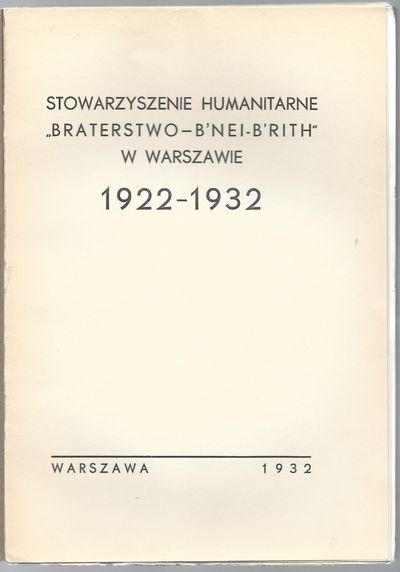 STOWARZYSZENIE HUMANITARNE
„BRATERSTWO–B'NEI-B'RITH”
W WARSZAWIE
1922-1932
WARSZAWA 1932